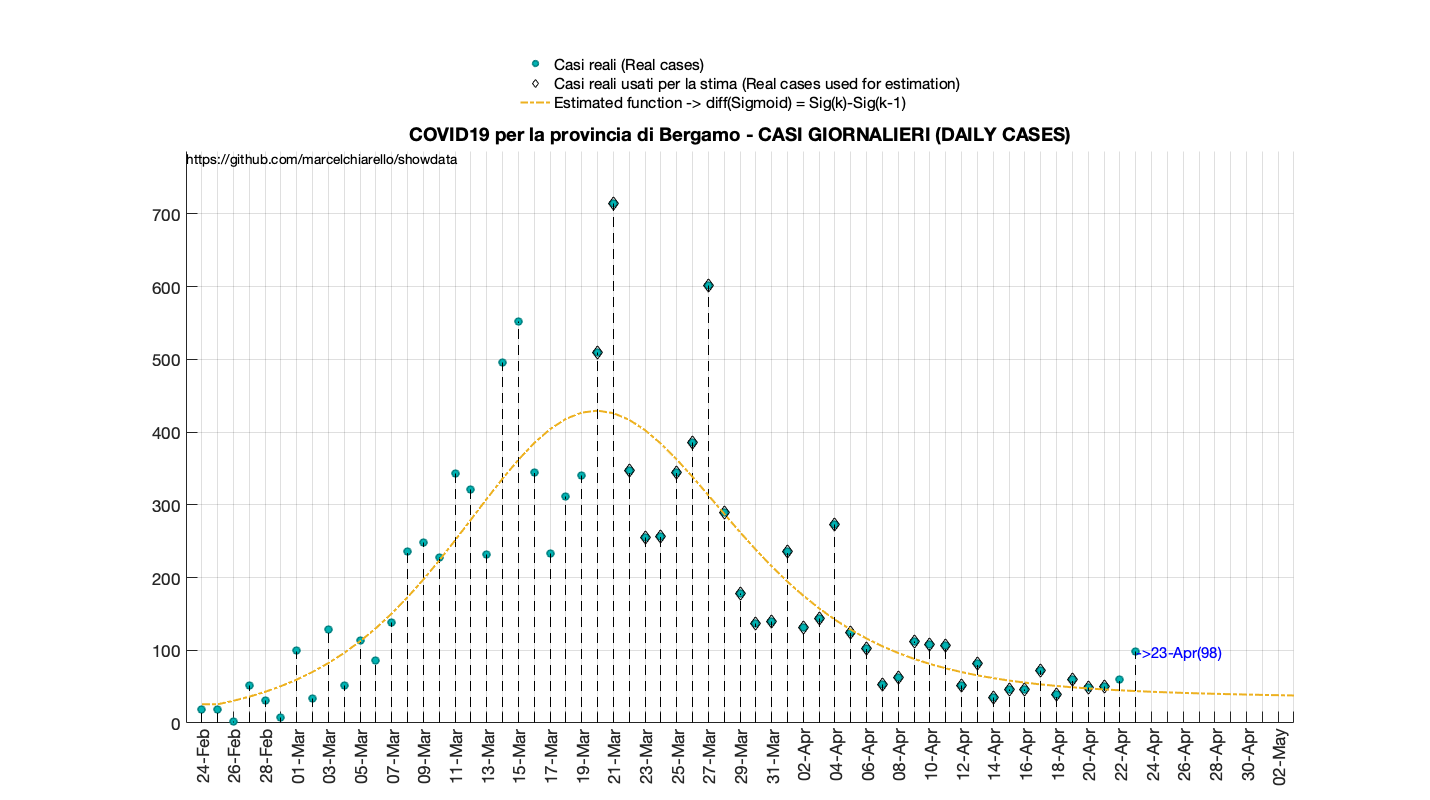 Casi reali (Real cases)
Casi reali usati per la stima (Real cases used for estimation)
Estimated function -> diff(Sigmoid) = Sig(k)-Sig(k-1)
COVID19 per la provincia di Bergamo - CASI GIORNALIERI (DAILY CASES)
https://github.com/marcelchiarello/showdata
700
600
500
400
300
200
100
0
->23-Apr(98)
24-Feb
26-Feb
28-Feb
01-Mar
03-Mar
05-Mar
07-Mar
09-Mar
11-Mar
13-Mar
15-Mar
17-Mar
19-Mar
21-Mar
23-Mar
25-Mar
27-Mar
29-Mar
31-Mar
02-Apr
04-Apr
06-Apr
08-Apr
10-Apr
12-Apr
14-Apr
16-Apr
18-Apr
20-Apr
22-Apr
24-Apr
26-Apr
28-Apr
30-Apr
02-May